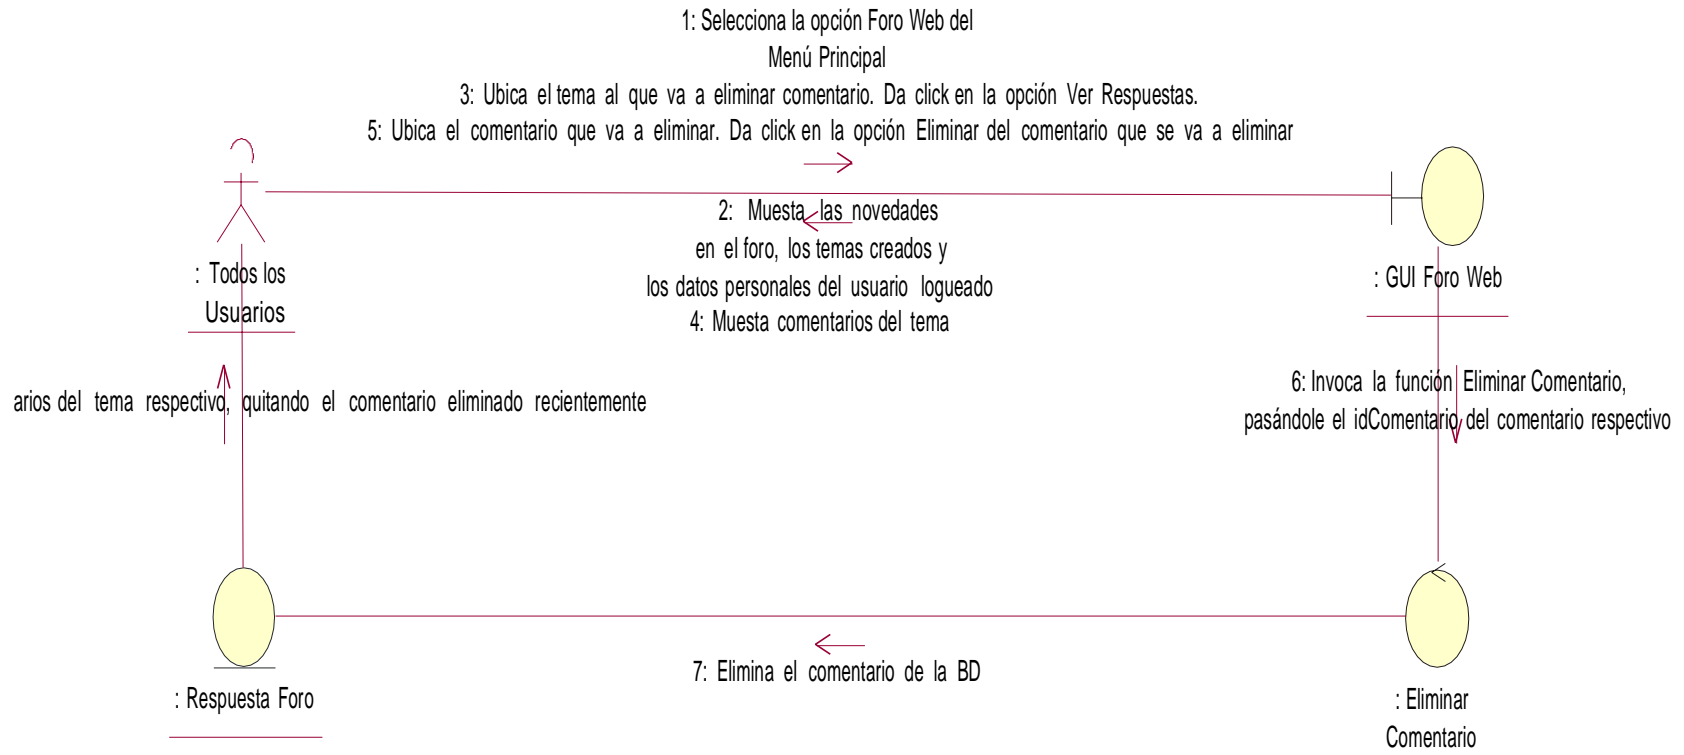 1: Selecciona la opción Foro Web del
Menú Principal
3: Ubica el tema al que va a eliminar comentario. Da click en la opción Ver Respuestas.
5: Ubica el comentario que va a eliminar. Da click en la opción Eliminar del comentario que se va a eliminar
2: Muesta las novedades
en el foro, los temas creados y
los datos personales del usuario logueado
4: Muesta comentarios del tema
: Todos los
Usuarios
: GUI Foro Web
arios del tema respectivo, quitando el comentario eliminado recientemente
6: Invoca la función Eliminar Comentario,
pasándole el idComentario del comentario respectivo
7: Elimina el comentario de la BD
: Respuesta Foro
: Eliminar
Comentario